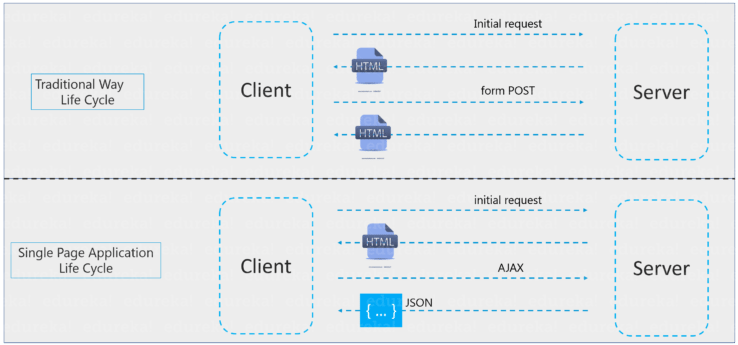 Initial request
HTML
Traditional Way
Life Cycle
Client
form POST
Server
HTML
initial request
HTML
Single Page Application
Life Cycle
Client
AJAX
Server
JSON
{ ... }